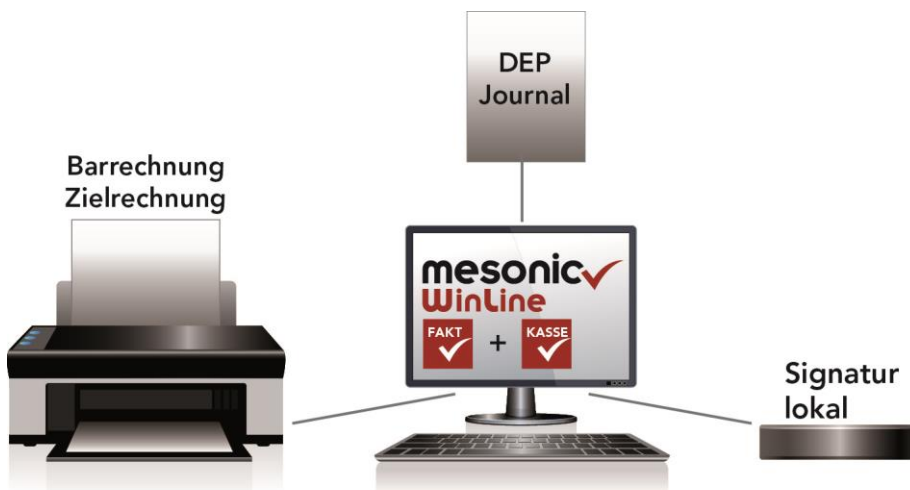 DEP
Journal
Barrechnung
Zielrechnung
mesonic
WinLine
FAKT + KASSE
Signatur
lokal